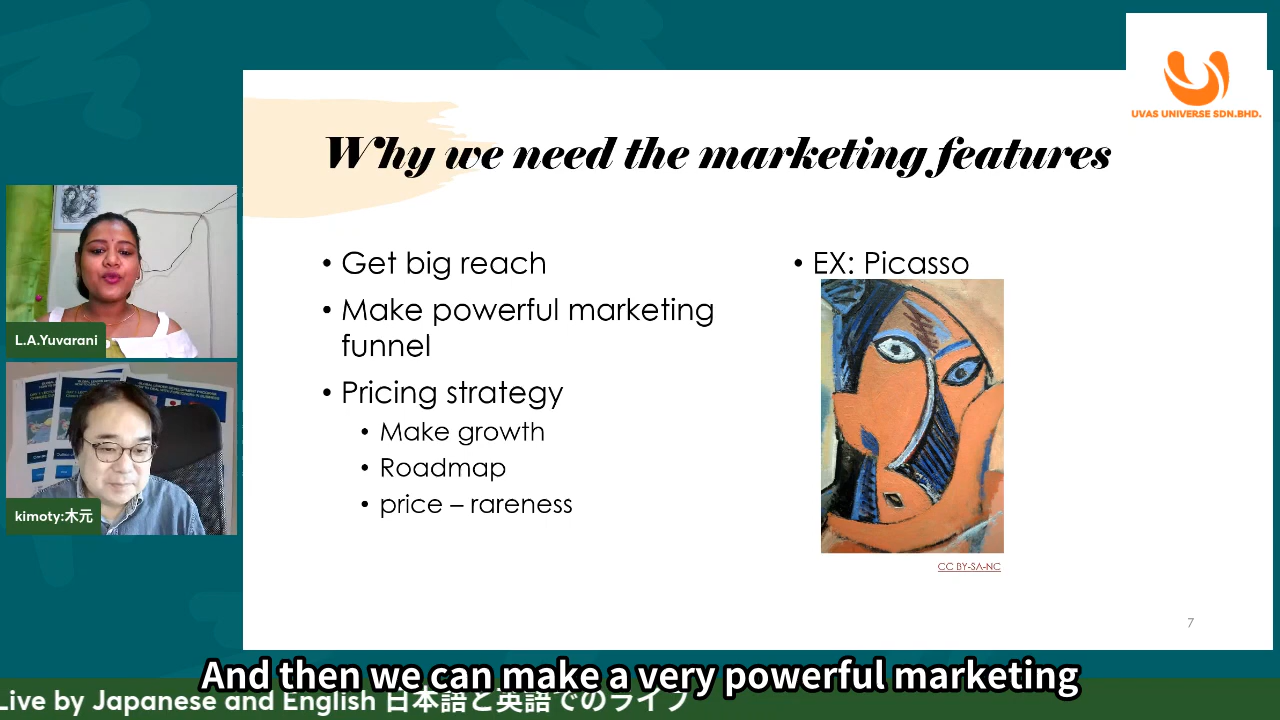 UVAS UNIVERSE SDN.BHD.
Why we need the marketing features
• Get big reach
• Make powerful marketing
funnel
• Pricing strategy
• Make growth
• Roadmap
• price – rareness
• EX: Picasso
CC BY-SA-NC
7
L.A.Yuvarani
kimoty:木元
And then we can make a very powerful marketing
Live by Japanese and English 日本語と英語でのライブ